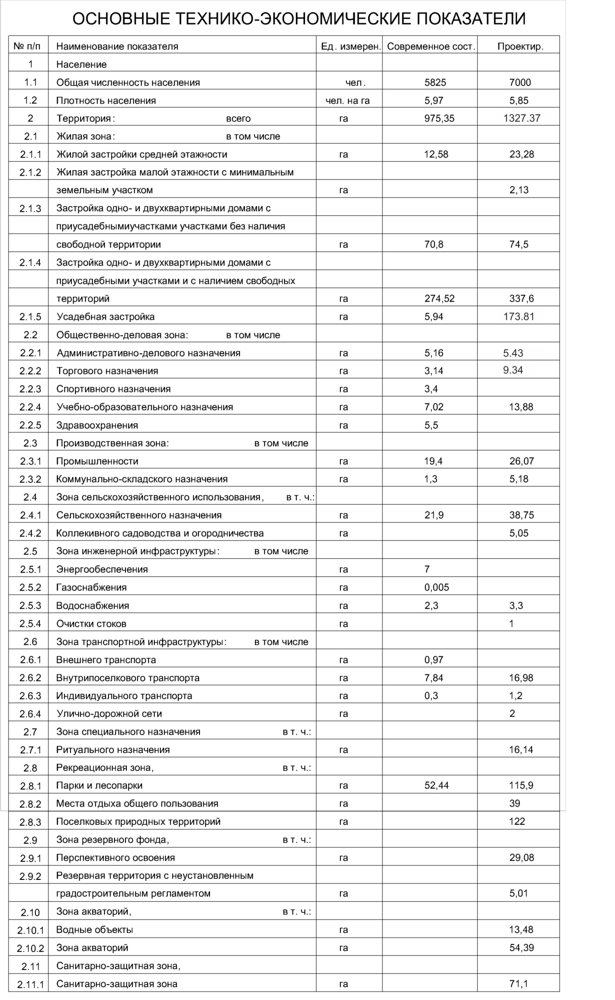 ОСНОВНЫЕ ТЕХНИКО-ЭКОНОМИЧЕСКИЕ ПОКАЗАТЕЛИ
№ п/п Наименование показателя Ед. измерен. Современное сост. Проектир.
1 Население
1.1 Общая численность населения чел. 5825 7000
1.2 Плотность населения чел. на га 5,97 5,85
2 Территория: всего га 975,35 1327.37
2.1 Жилая зона: в том числе
2.1.1 Жилой застройки средней этажности га 12,58 23,28
2.1.2 Жилая застройка малой этажности с минимальным
земельным участком га 2,13
2.1.3 Застройка одно- и двухквартирными домами с
приусадебнымиучастками участками без наличия
свободной территории га 70,8 74,5
2.1.4 Застройка одно- и двухквартирными домами с
приусадебными участками и с наличием свободных
территорий га 274,52 337,6
2.1.5 Усадебная застройка га 5,94 173.81
2.2 Общественно-деловая зона: в том числе
2.2.1 Административно-делового назначения га 5,16 5.43
2.2.2 Торгового назначения га 3,14 9.34
2.2.3 Спортивного назначения га 3,4
2.2.4 Учебно-образовательного назначения га 7,02 13,88
2.2.5 Здравоохранения га 5,5
2.3 Производственная зона: в том числе
2.3.1 Промышленности га 19,4 26,07
2.3.2 Коммунально-складского назначения га 1,3 5,18
2.4 Зона сельскохозяйственного использования, в т. ч.:
2.4.1 Сельскохозяйственного назначения га 21,9 38,75
2.4.2 Коллекивного садоводства и огородничества га 5,05
2.5 Зона инженерной инфраструктуры: в том числе
2.5.1 Энергообеспечения га 7
2.5.2 Газоснабжения га 0,005
2.5.3 Водоснабжения га 2,3 3,3
2.5.4 Очистки стоков га 1
2.6 Зона транспортной инфраструктуры: в том числе
2.6.1 Внешнего транспорта га 0,97
2.6.2 Внутрипоселкового транспорта га 7,84 16,98
2.6.3 Индивидуального транспорта га 0,3 1,2
2.6.4 Улично-дорожной сети га 2
2.7 Зона специального назначения в т. ч.:
2.7.1 Ритуального назначения га 16,14
2.8 Рекреационная зона, в т. ч.:
2.8.1 Парки и лесопарки га 52,44 115,9
2.8.2 Места отдыха общего пользования га 39
2.8.3 Поселковых природных территорий га 122
2.9 Зона резервного фонда, в т. ч.:
2.9.1 Перспективного освоения га 29,08
2.9.2 Резервная территория с неустановленным
градостроительным регламентом га 5,01
2.10 Зона акваторий, в т. ч.:
2.10.1 Водные объекты га 13,48
2.10.2 Зона акваторий га 54,39
2.11 Санитарно-защитная зона,
2.11.1 Санитарно-защитная зона га 71,1